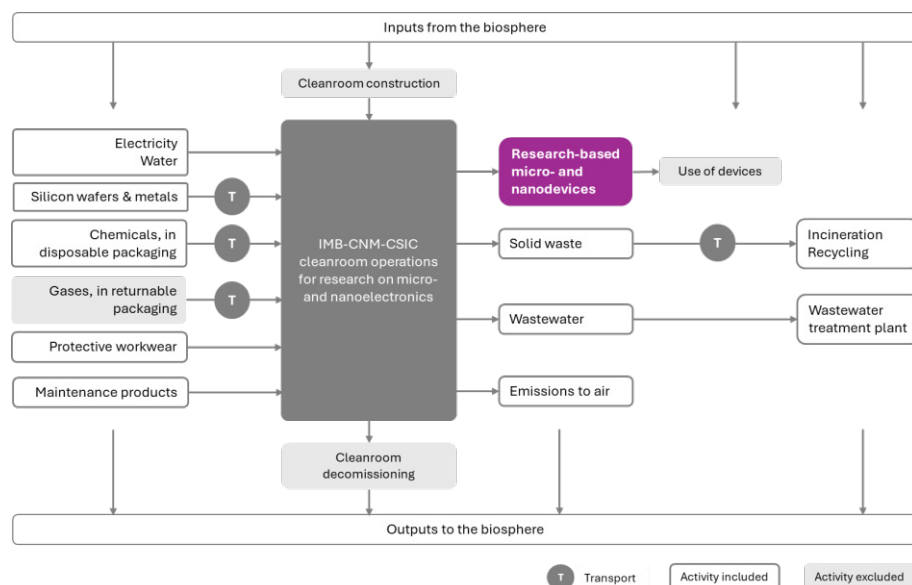 Inputs from the biosphere
Cleanroom construction
Electricity
Water
Silicon wafers & metals
T
Chemicals, in
disposable packaging
T
Gases, in returnable
packaging
T
Protective workwear
Maintenance products
IMB-CNM-CSIC
cleanroom operations
for research on micro-
and nanoelectronics
Research-based
micro- and
nanodevices
Use of devices
Solid waste
T
Incineration
Recycling
Wastewater
Wastewater
treatment plant
Emissions to air
Cleanroom
decomissioning
Outputs to the biosphere
T
Transport
Activity included
Activity excluded